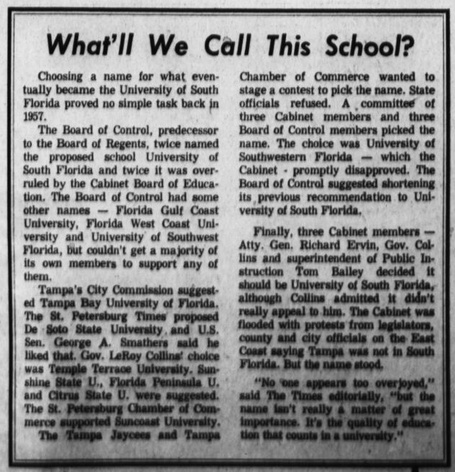 What'll We Call This School?
Choosing a name for what even-
tually became the University of South
Florida proved no simple task back in
1957.
The Board of Control, predecessor
to the Board of Regents, twice named
the proposed school University of
South Florida and twice it was over-
ruled by the Cabinet Board of Educa-
tion. The Board of Control had some
other names — Florida Gulf Coast
University, Florida West Coast Uni-
versity and University of Southwest
Florida, but couldn't get a majority of
its own members to support any of
them.
Tampa's City Commission suggest-
ed Tampa Bay University of Florida.
The St. Petersburg Times proposed
De Soto State University and U.S.
Sen. George A. Smathers said he
liked that. Gov. LeRoy Collins' choice
was Temple Terrace University. Sun-
shine State U., Florida Peninsula U.
and Citrus State U. were suggested.
The St. Petersburg Chamber of Com-
merce supported Suncoast University.
The Tampa Jaycees and Tampa
Chamber of Commerce wanted to
stage a contest to pick the name. State
officials refused. A committee of
three Cabinet members and three
Board of Control members picked the
name. The choice was University of
Southwestern Florida — which the
Cabinet promptly disapproved. The
Board of Control suggested shortening
its previous recommendation to Uni-
versity of South Florida.
Finally, three Cabinet members —
Atty. Gen. Richard Ervin, Gov. Col-
lins and superintendent of Public In-
struction Tom Bailey decided it
should be University of South Florida,
although Collins admitted it didn't
really appeal to him. The Cabinet was
flooded with protests from legislators,
county and city officials on the East
Coast saying Tampa was not in South
Florida. But the name stood.
"No one appears too overjoyed,"
said The Times editorially, "but the
name isn't really a matter of great
importance. It's the quality of educa-
tion that counts in a university."